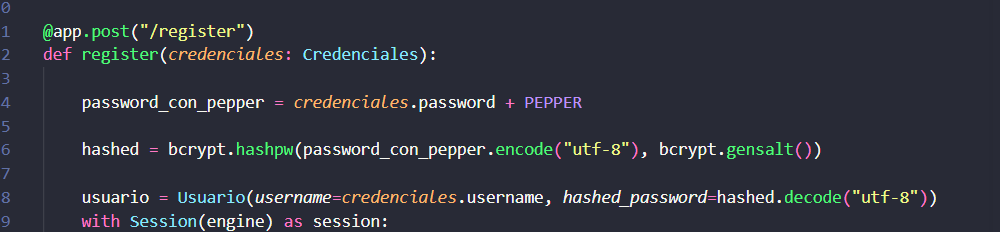 0
1 @app.post("/register")
2 def register(credenciales: Credenciales):
3
4 password_con_pepper = credenciales.password + PEPPER
5
6 hashed = bcrypt.hashpw(password_con_pepper.encode("utf-8"), bcrypt.gensalt())
7
8 usuario = Usuario(username=credenciales.username, hashed_password=hashed.decode("utf-8"))
9 with Session(engine) as session: